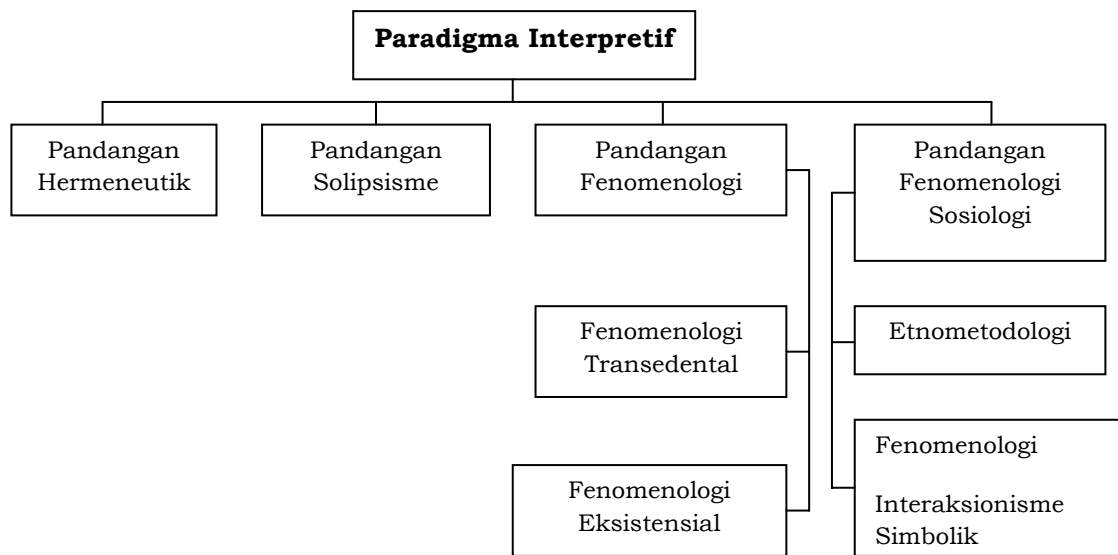 Paradigma Interpretif
Pandangan
Hermeneutik
Pandangan
Solipsisme
Pandangan
Fenomenologi
Pandangan
Fenomenologi
Sosiologi
Fenomenologi
Transedental
Etnometodologi
Fenomenologi
Eksistensial
Fenomenologi
Interaksionisme
Simbolik